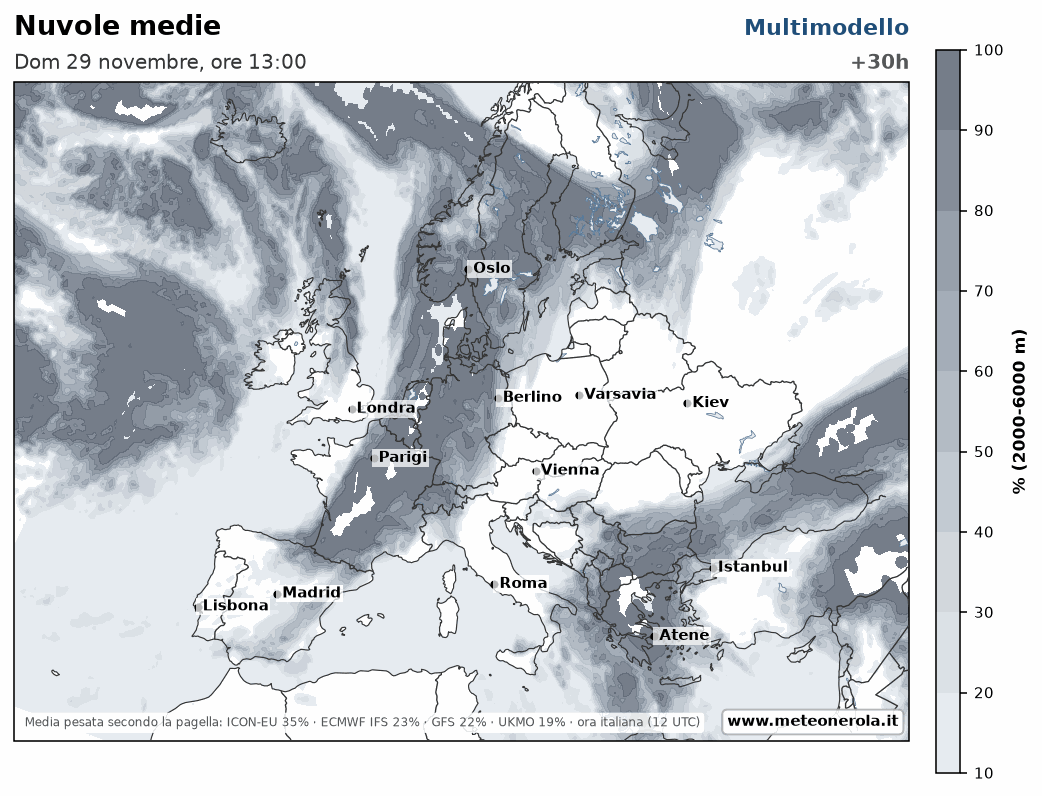 Nuvole medie
Multimodello
Dom 29 novembre, ore 13:00
+30h
100
90
80
70
60
50
40
30
20
10
% (2000-6000 m)
Oslo
Londra
Berlino
Varsavia
Kiev
Parigi
Vienna
Istanbul
Roma
Madrid
Lisbona
Atene
Media pesata secondo la pagella: ICON-EU 35% · ECMWF IFS 23% · GFS 22% · UKMO 19% · ora italiana (12 UTC)
www.meteonerola.it